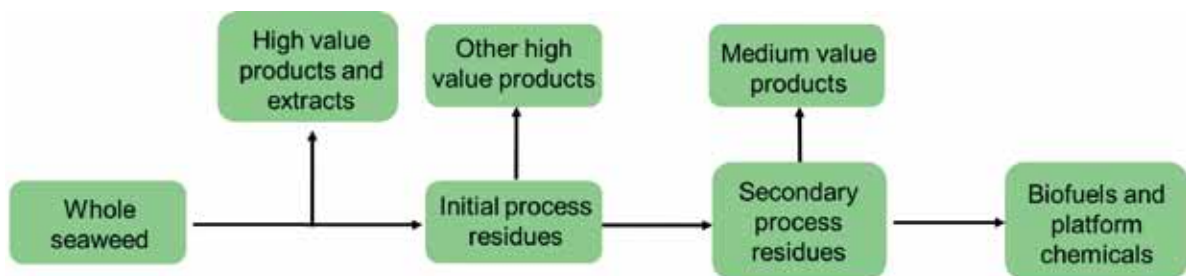 High value
products and
extracts
Other high
value products
Medium value
products
Whole
seaweed
Initial process
residues
Secondary
process
residues
Biofuels and
platform
chemicals